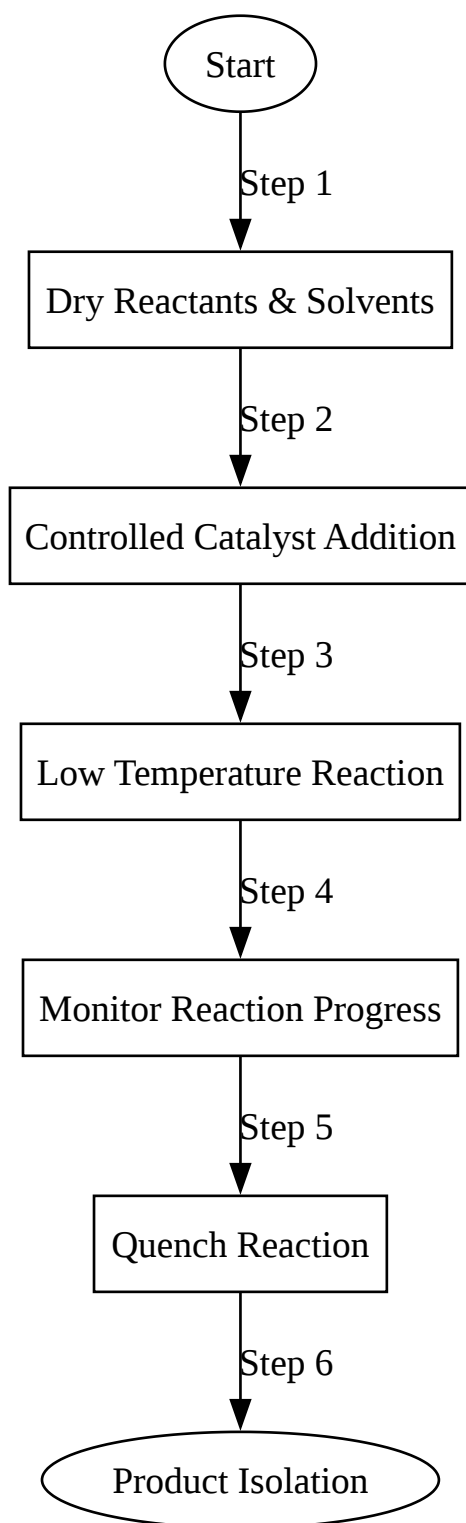 Start
Step 1
Dry Reactants & Solvents
Step 2
Controlled Catalyst Addition
Step 3
Low Temperature Reaction
Step 4
Monitor Reaction Progress
Step 5
Quench Reaction
Step 6
Product Isolation